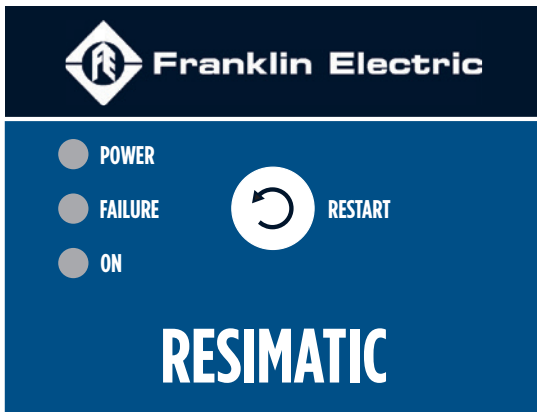 Franklin Electric
POWER
FAILURE
RESTART
ON
RESIMATIC